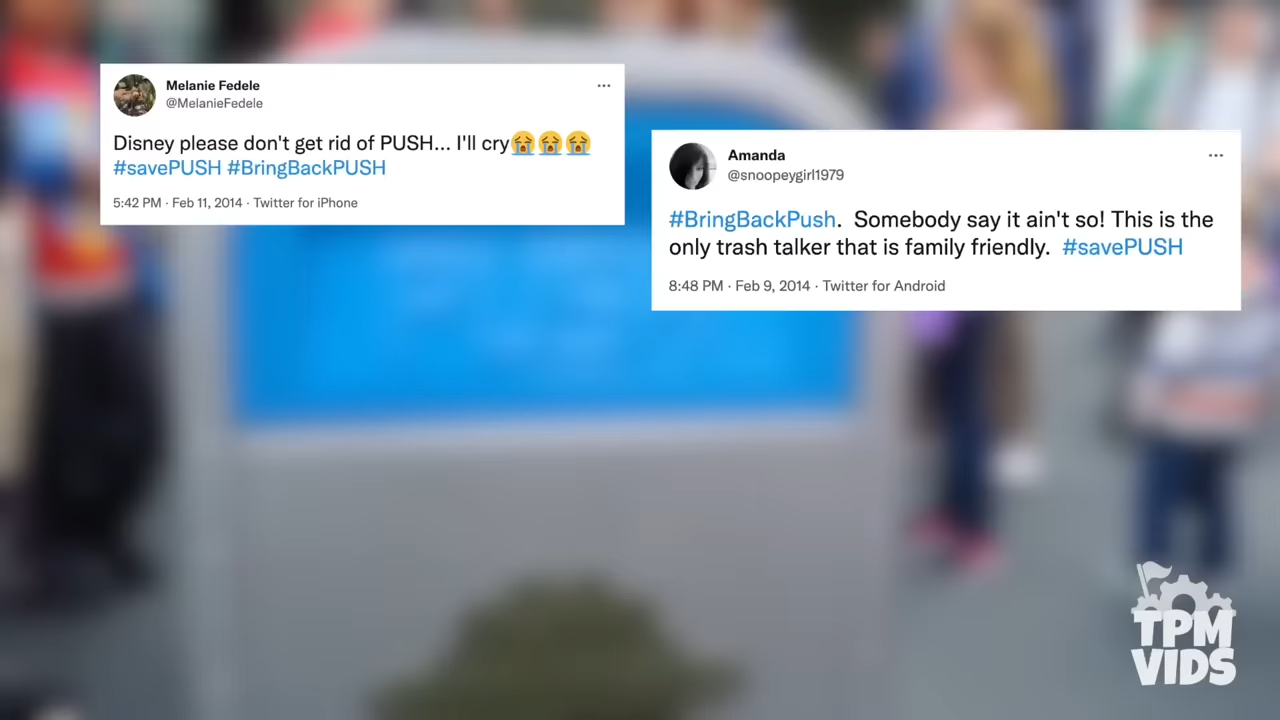 Melanie Fedele
@MelanieFedele
Disney please don't get rid of PUSH... I'll cry😭😭😭
#savePUSH #BringBackPUSH
5:42 PM · Feb 11, 2014 · Twitter for iPhone
Amanda
@snoopeygirl1979
#BringBackPush.  Somebody say it ain't so! This is the
only trash talker that is family friendly.  #savePUSH
8:48 PM · Feb 9, 2014 · Twitter for Android
TPM
VIDS